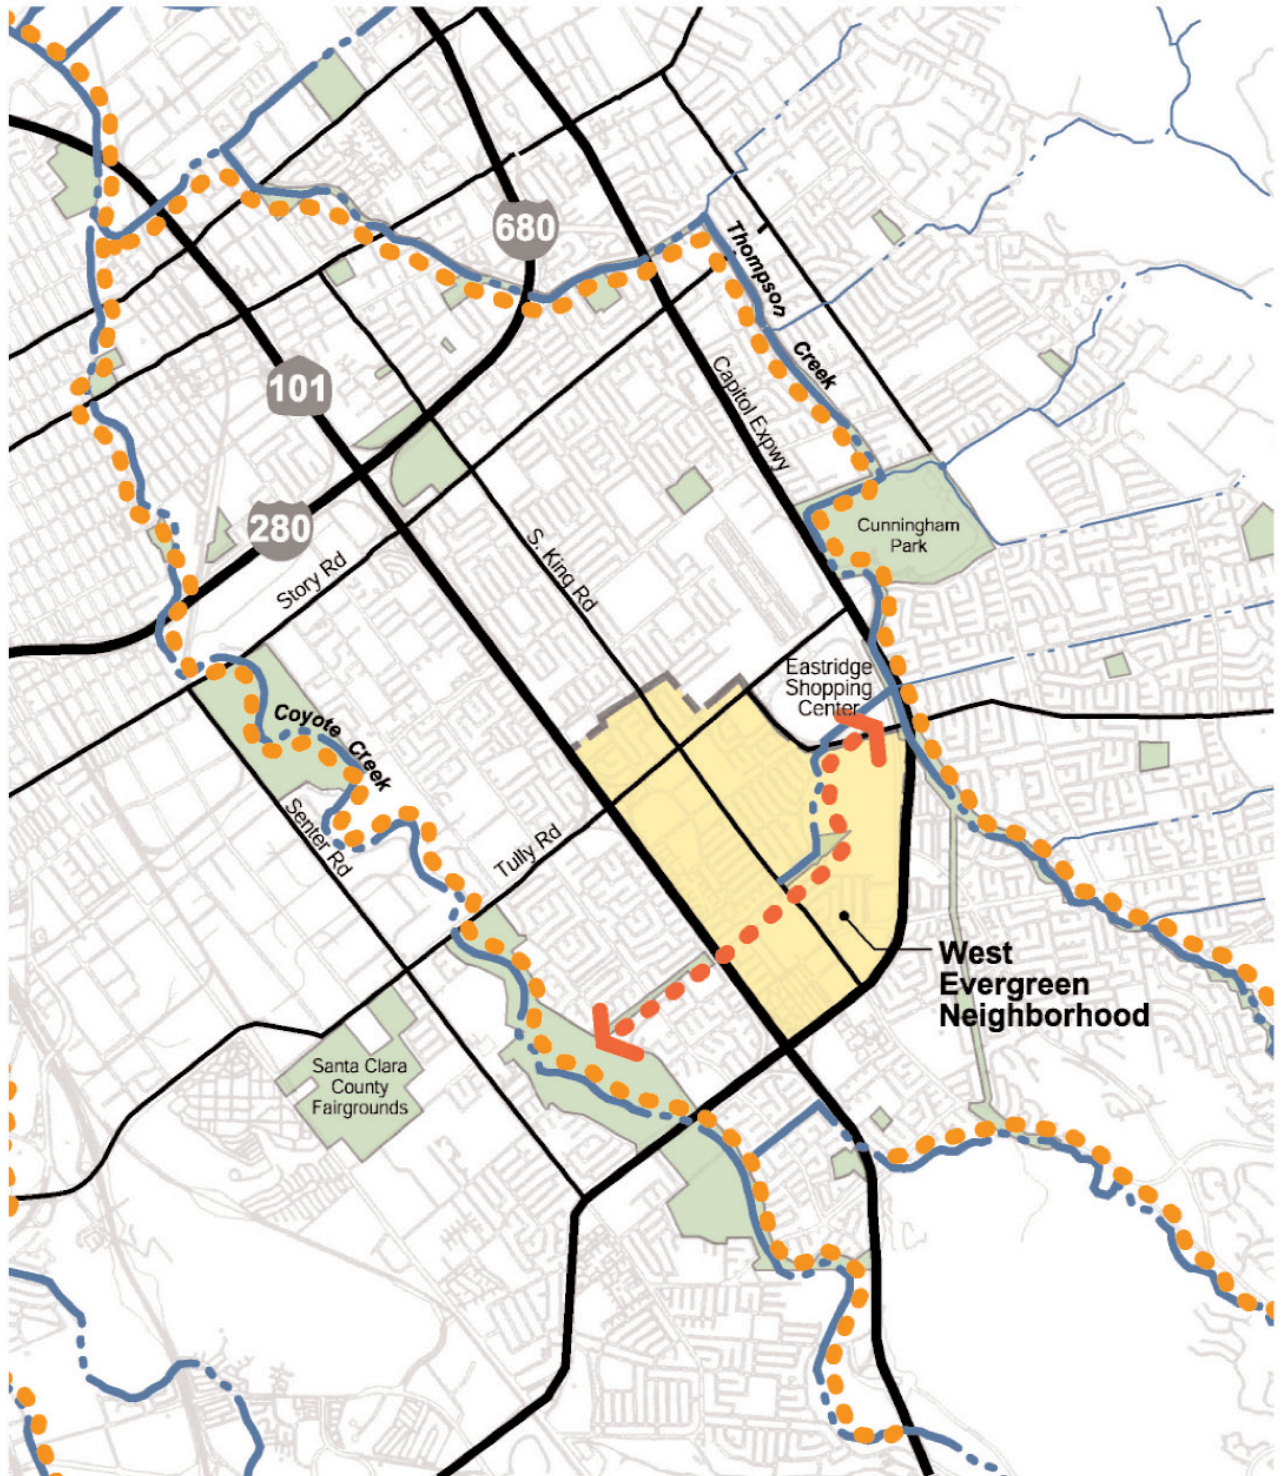 680
Thompson
Creek
101
Capitol Expwy
280
Cunningham
Park
Story Rd
S. King Rd
Eastridge
Shopping
Center
Coyote Creek
Senter Rd
Tully Rd
West
Evergreen
Neighborhood
Santa Clara
County
Fairgrounds